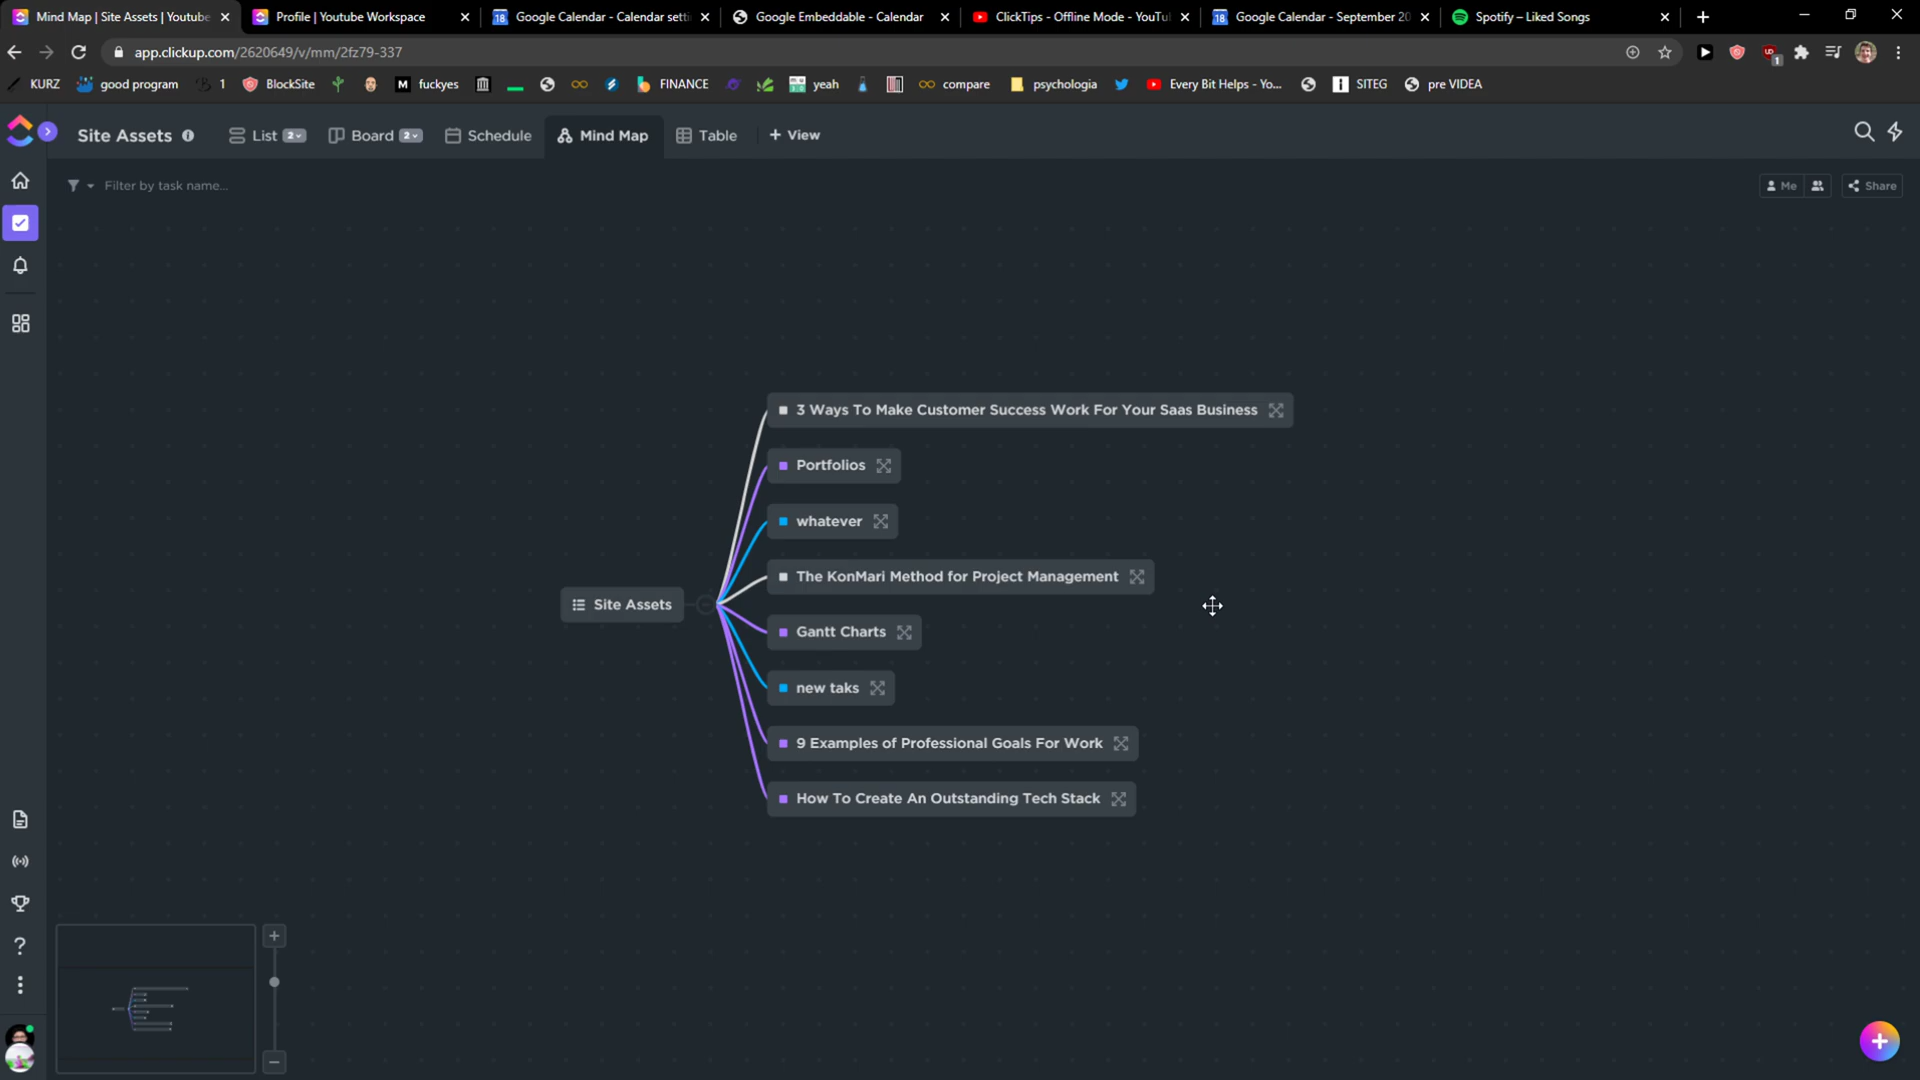 Mind Map | Site Assets | Youtube
Profile | Youtube Workspace
Google Calendar - Calendar setti
Google Embeddable - Calendar
ClickTips - Offline Mode - YouTu
Google Calendar - September 20
Spotify – Liked Songs
app.clickup.com/2620649/v/mm/2fz79-337
KURZ
good program
1
BlockSite
fuckyes
FINANCE
yeah
compare
psychologia
Every Bit Helps - Yo...
SITEG
pre VIDEA
Site Assets
List 2
Board 2
Schedule
Mind Map
Table
+ View
Filter by task name...
Me
Share
3 Ways To Make Customer Success Work For Your Saas Business
Portfolios
whatever
The KonMari Method for Project Management
Site Assets
Gantt Charts
new taks
9 Examples of Professional Goals For Work
How To Create An Outstanding Tech Stack